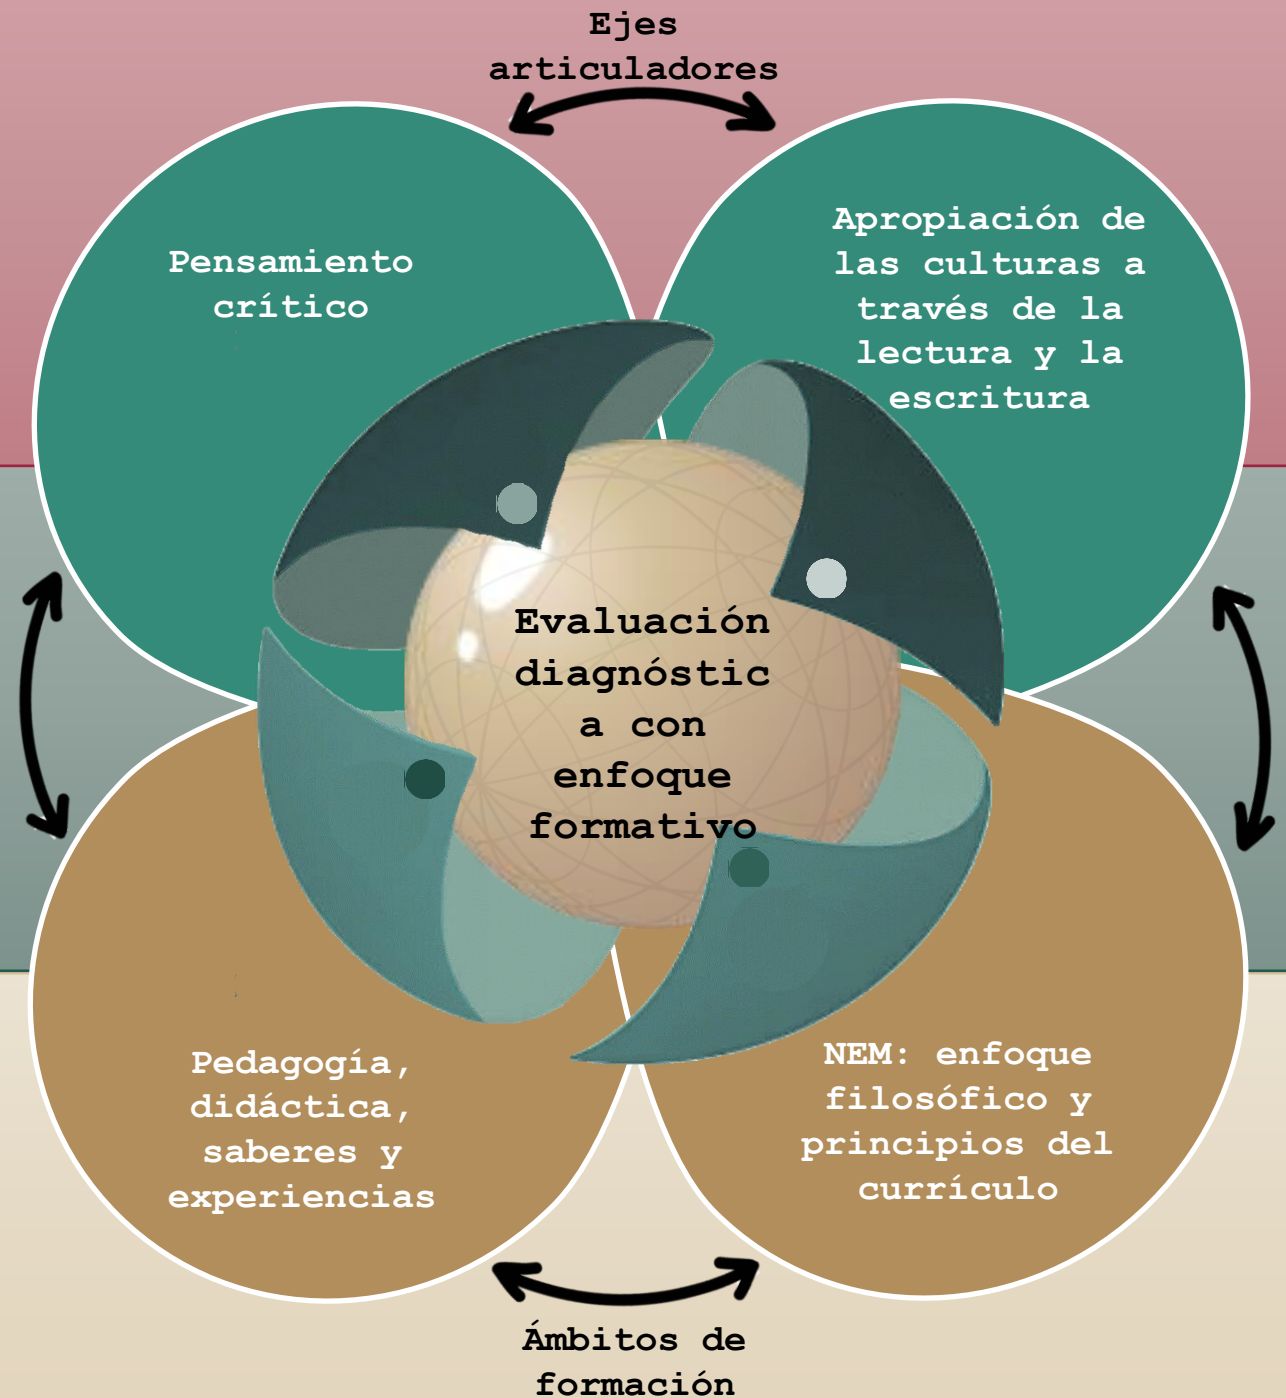 Ejes
articuladores
Pensamiento
crítico
Apropiación de
las culturas a
través de la
lectura y la
escritura
Evaluación
diagnóstic
a con
enfoque
formativo
Pedagogía,
didáctica,
saberes y
experiencias
NEM: enfoque
filosófico y
principios del
currículo
Ámbitos de
formación